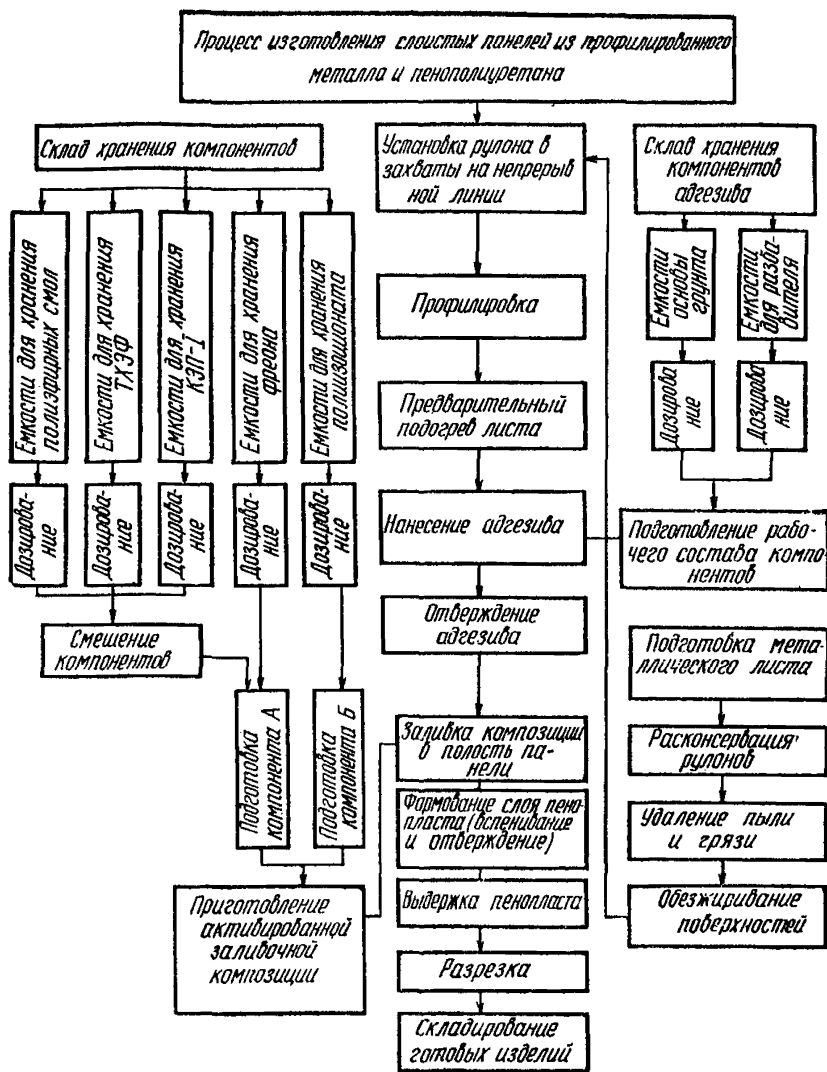 Процесс изготовления слоистых панелей из профилированного
металла и пенополиуретана
Склад хранения компонентов
Емкости для хранения
полиэфирных смол
Емкости для хранения
ТХЭФ
Емкости для хранения
КЭП-I
Емкости для хранения
фреона
Емкости для хранения
полиизоционата
Дозирова-
ние
Дозирова-
ние
Дозирова-
ние
Дозирова-
ние
Дозирова-
ние
Смешение
компонентов
Подготовка
компонента А
Подготовка
компонента Б
Приготовление
активированной
заливочной
композиции
Установка рулона в
захваты на непрерыв
ной линии
Профилировка
Предварительный
подогрев листа
Нанесение адгезива
Отверждение
адгезива
Заливка композиции
в полость па-
нели
Формование слоя пено-
пласта (вспенивание
и отверждение)
Выдержка пенопласта
Разрезка
Складирование
готовых изделий
Склад хранения
компонентов
адгезива
Емкости
основы
грунта
Емкости
для разба-
вителя
Дозирова-
ние
Дозирова-
ние
Подготовление рабо-
чего состава компо-
нентов
Подготовка мета-
ллического листа
Расконсервация
рулонов
Удаление пыли
и грязи
Обезжиривание
поверхностей